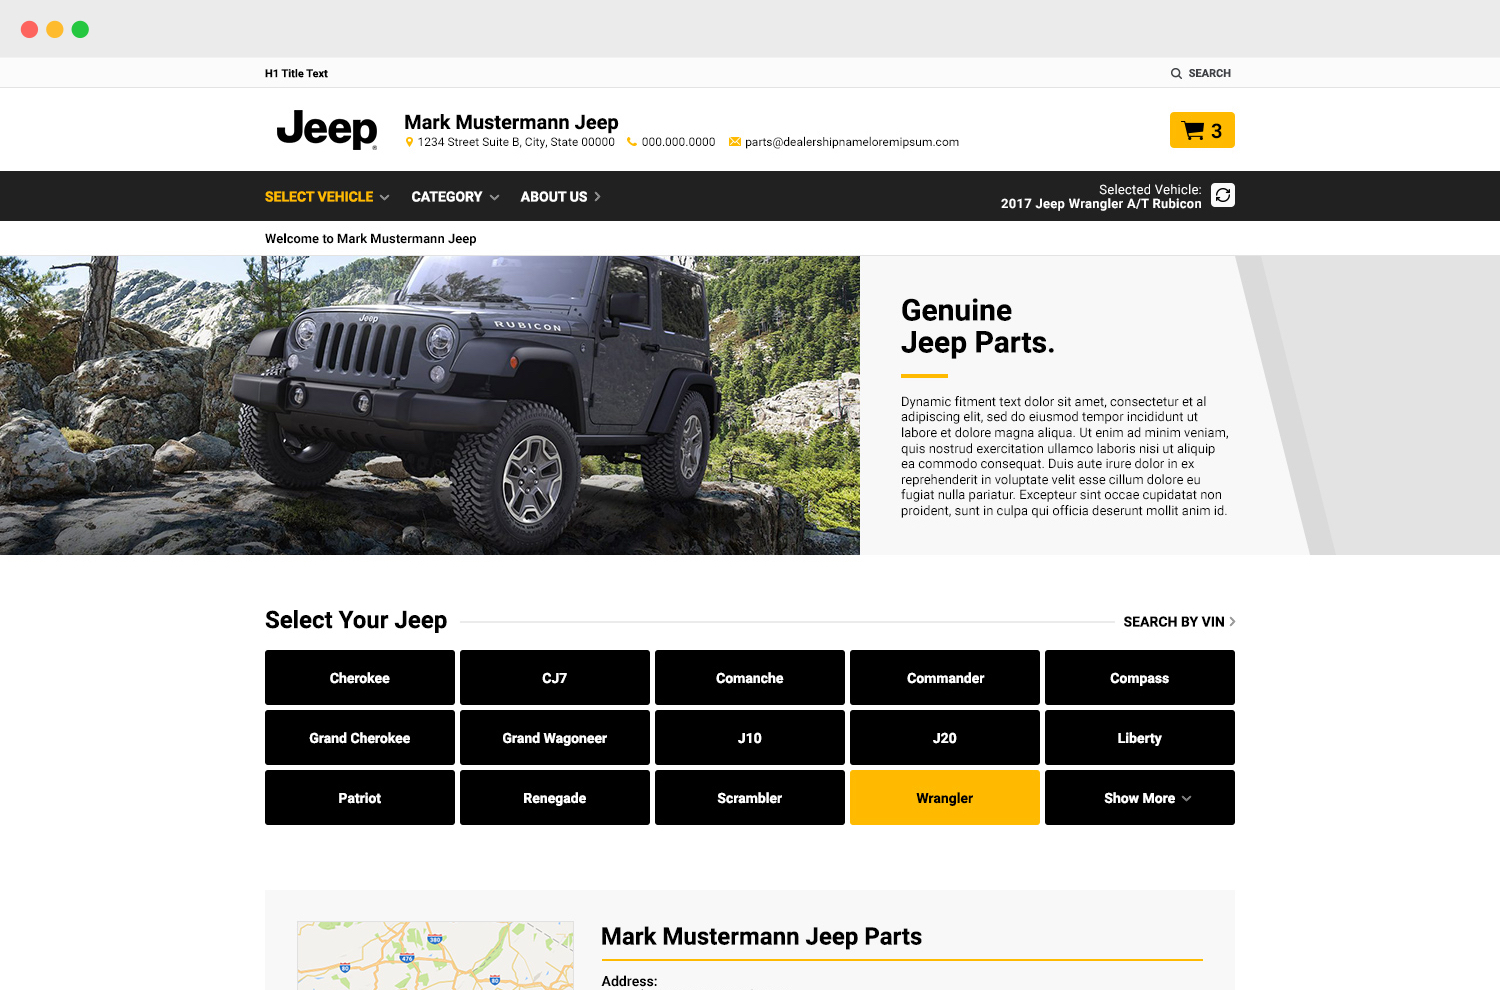 H1 Title Text
SEARCH
Jeep
Mark Mustermann Jeep
1234 Street Suite B, City, State 00000 000.000.0000 parts@dealershipnameloremipsum.com
3
SELECT VEHICLE CATEGORY ABOUT US
Selected Vehicle:
2017 Jeep Wrangler A/T Rubicon
Welcome to Mark Mustermann Jeep
Jeep
RUBICON
Genuine
Jeep Parts.
Dynamic fitment text dolor sit amet, consectetur et al
adipiscing elit, sed do eiusmod tempor incididunt ut
labore et dolore magna aliqua. Ut enim ad minim veniam,
quis nostrud exercitation ullamco laboris nisi ut aliquip
ea commodo consequat. Duis aute irure dolor in ex
reprehenderit in voluptate velit esse cillum dolore eu
fugiat nulla pariatur. Excepteur sint occae cupidatat non
proident, sunt in culpa qui officia deserunt mollit anim id.
Select Your Jeep
SEARCH BY VIN
Cherokee CJ7 Comanche Commander Compass
Grand Cherokee Grand Wagoneer J10 J20 Liberty
Patriot Renegade Scrambler Wrangler Show More
380
476
80
80
Mark Mustermann Jeep Parts
Address: